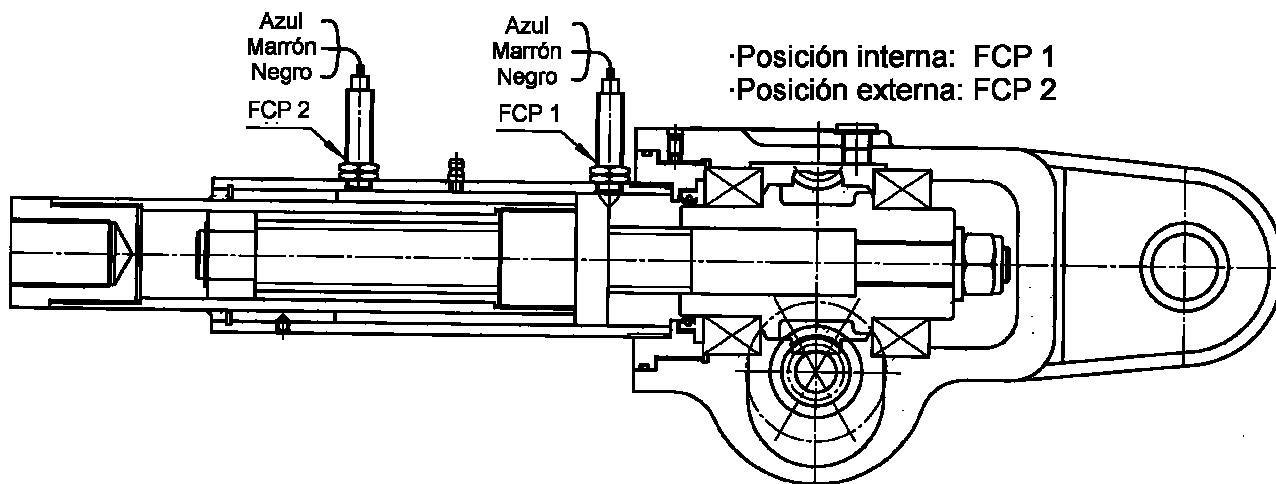 Azul
Marrón
Negro
FCP 2
Azul
Marrón
Negro
FCP 1
·Posición interna: FCP 1
·Posición externa: FCP 2